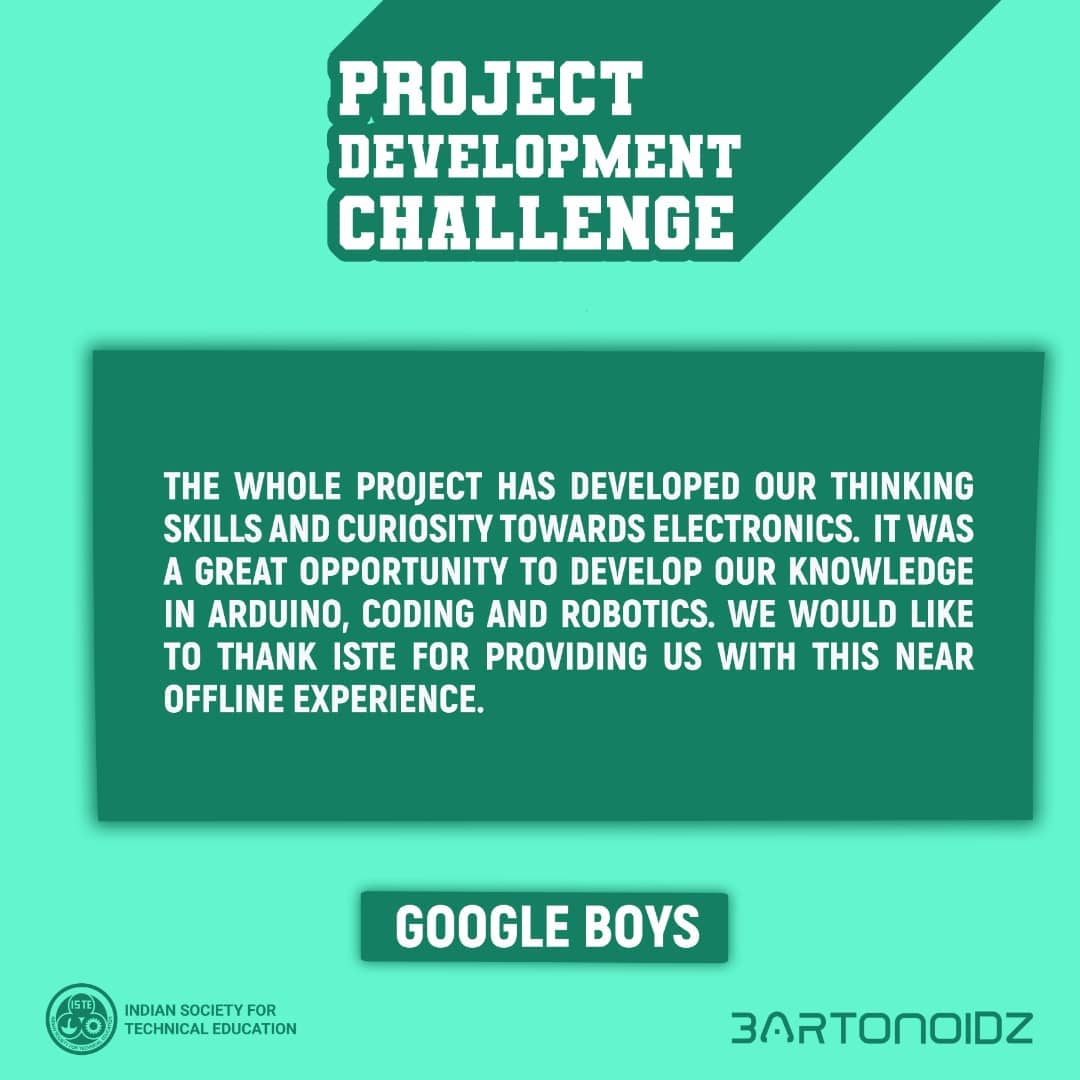 PROJECT
DEVELOPMENT
CHALLENGE
THE WHOLE PROJECT HAS DEVELOPED OUR THINKING
SKILLS AND CURIOSITY TOWARDS ELECTRONICS. IT WAS
A GREAT OPPORTUNITY TO DEVELOP OUR KNOWLEDGE
IN ARDUINO, CODING AND ROBOTICS. WE WOULD LIKE
TO THANK ISTE FOR PROVIDING US WITH THIS NEAR
OFFLINE EXPERIENCE.
GOOGLE BOYS
ISTE
INDIAN SOCIETY FOR
TECHNICAL EDUCATION
BARTONOIDZ